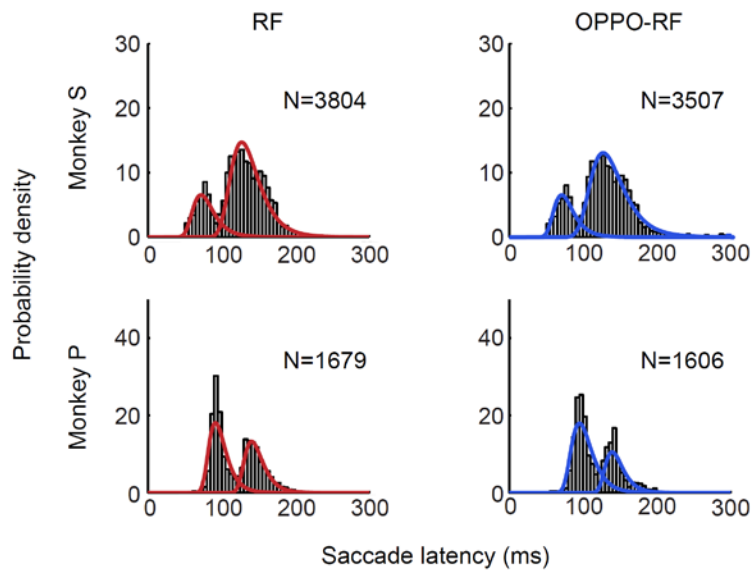 RF
OPPO-RF
Probability density
Monkey S
30
20
10
0
N=3804
0 100 200 300
30
20
10
0
N=3507
0 100 200 300
Monkey P
40
20
0
N=1679
0 100 200 300
40
20
0
N=1606
0 100 200 300
Saccade latency (ms)